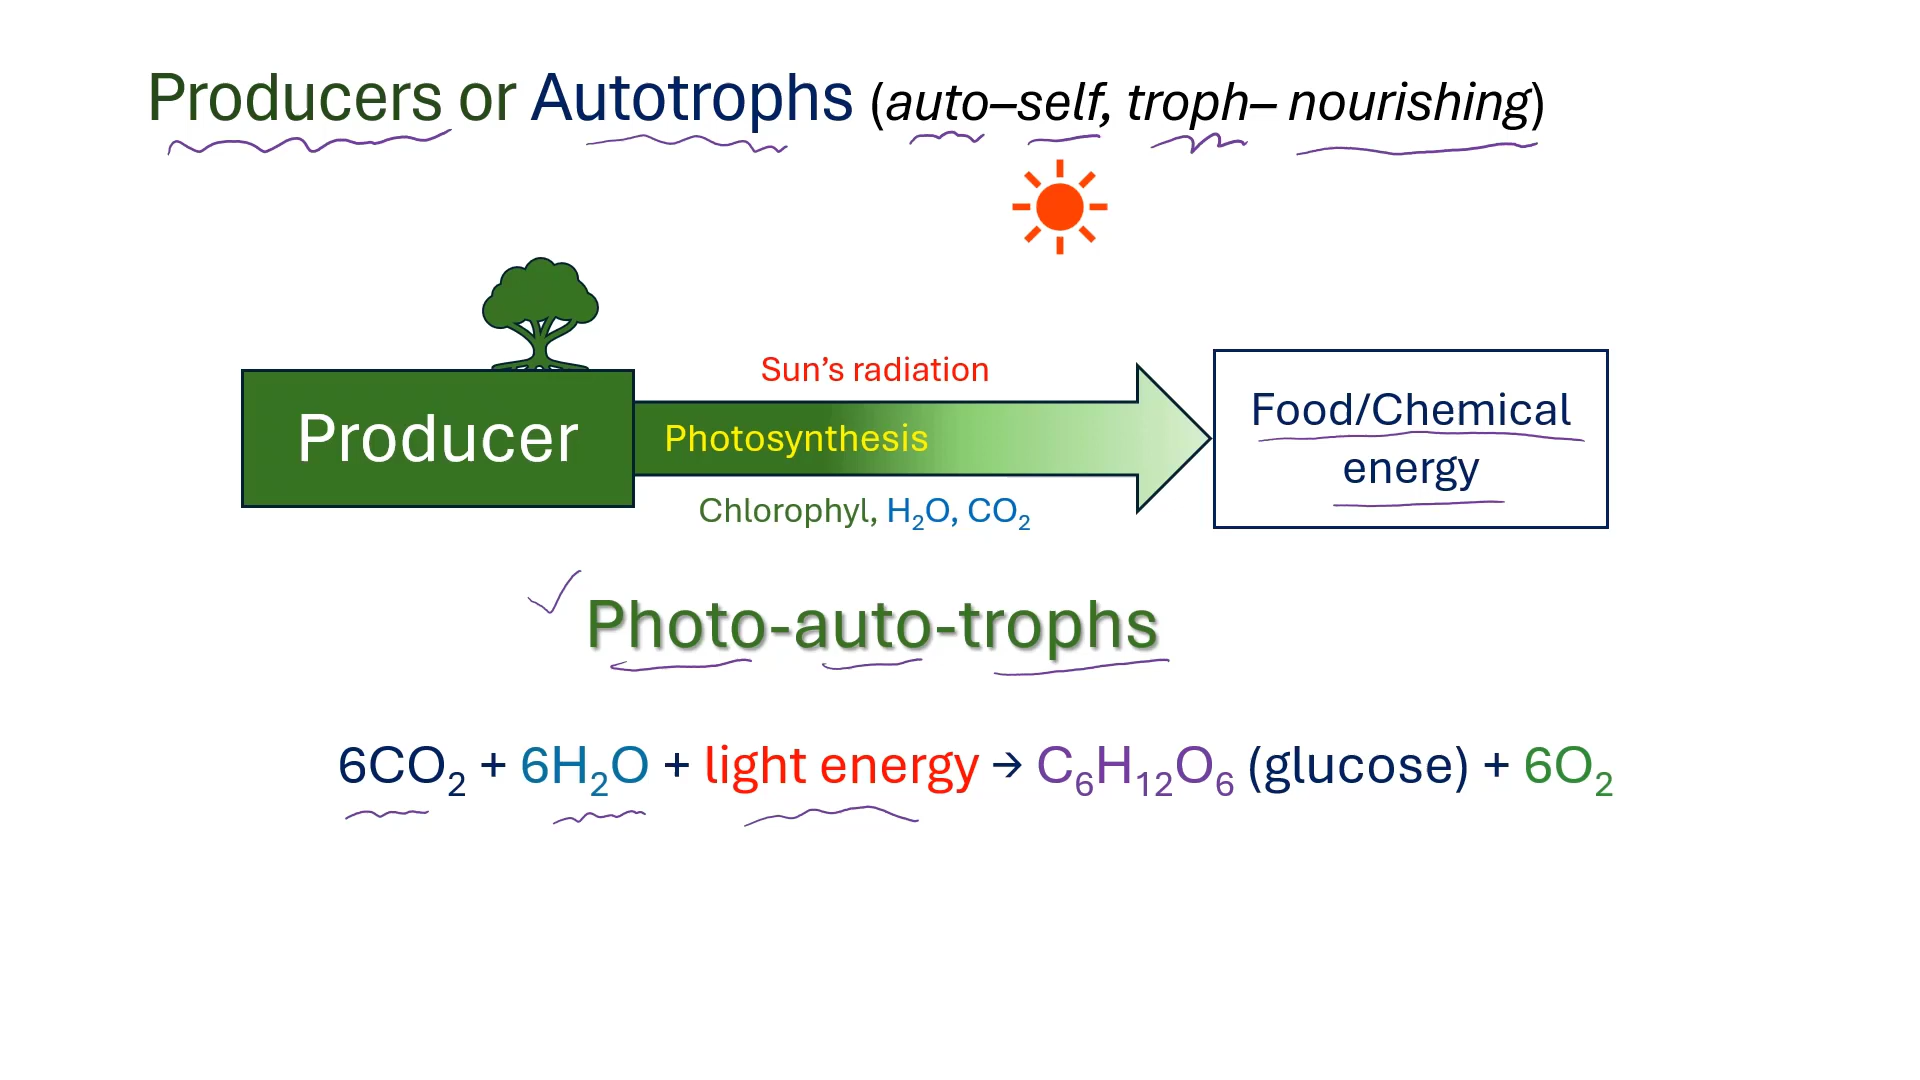 Producers or Autotrophs (auto–self, troph– nourishing)
Sun’s radiation
Producer
Photosynthesis
Food/Chemical
energy
Chlorophyl, H₂O, CO₂
Photo-auto-trophs
6CO₂ + 6H₂O + light energy → C₆H₁₂O₆ (glucose) + 6O₂